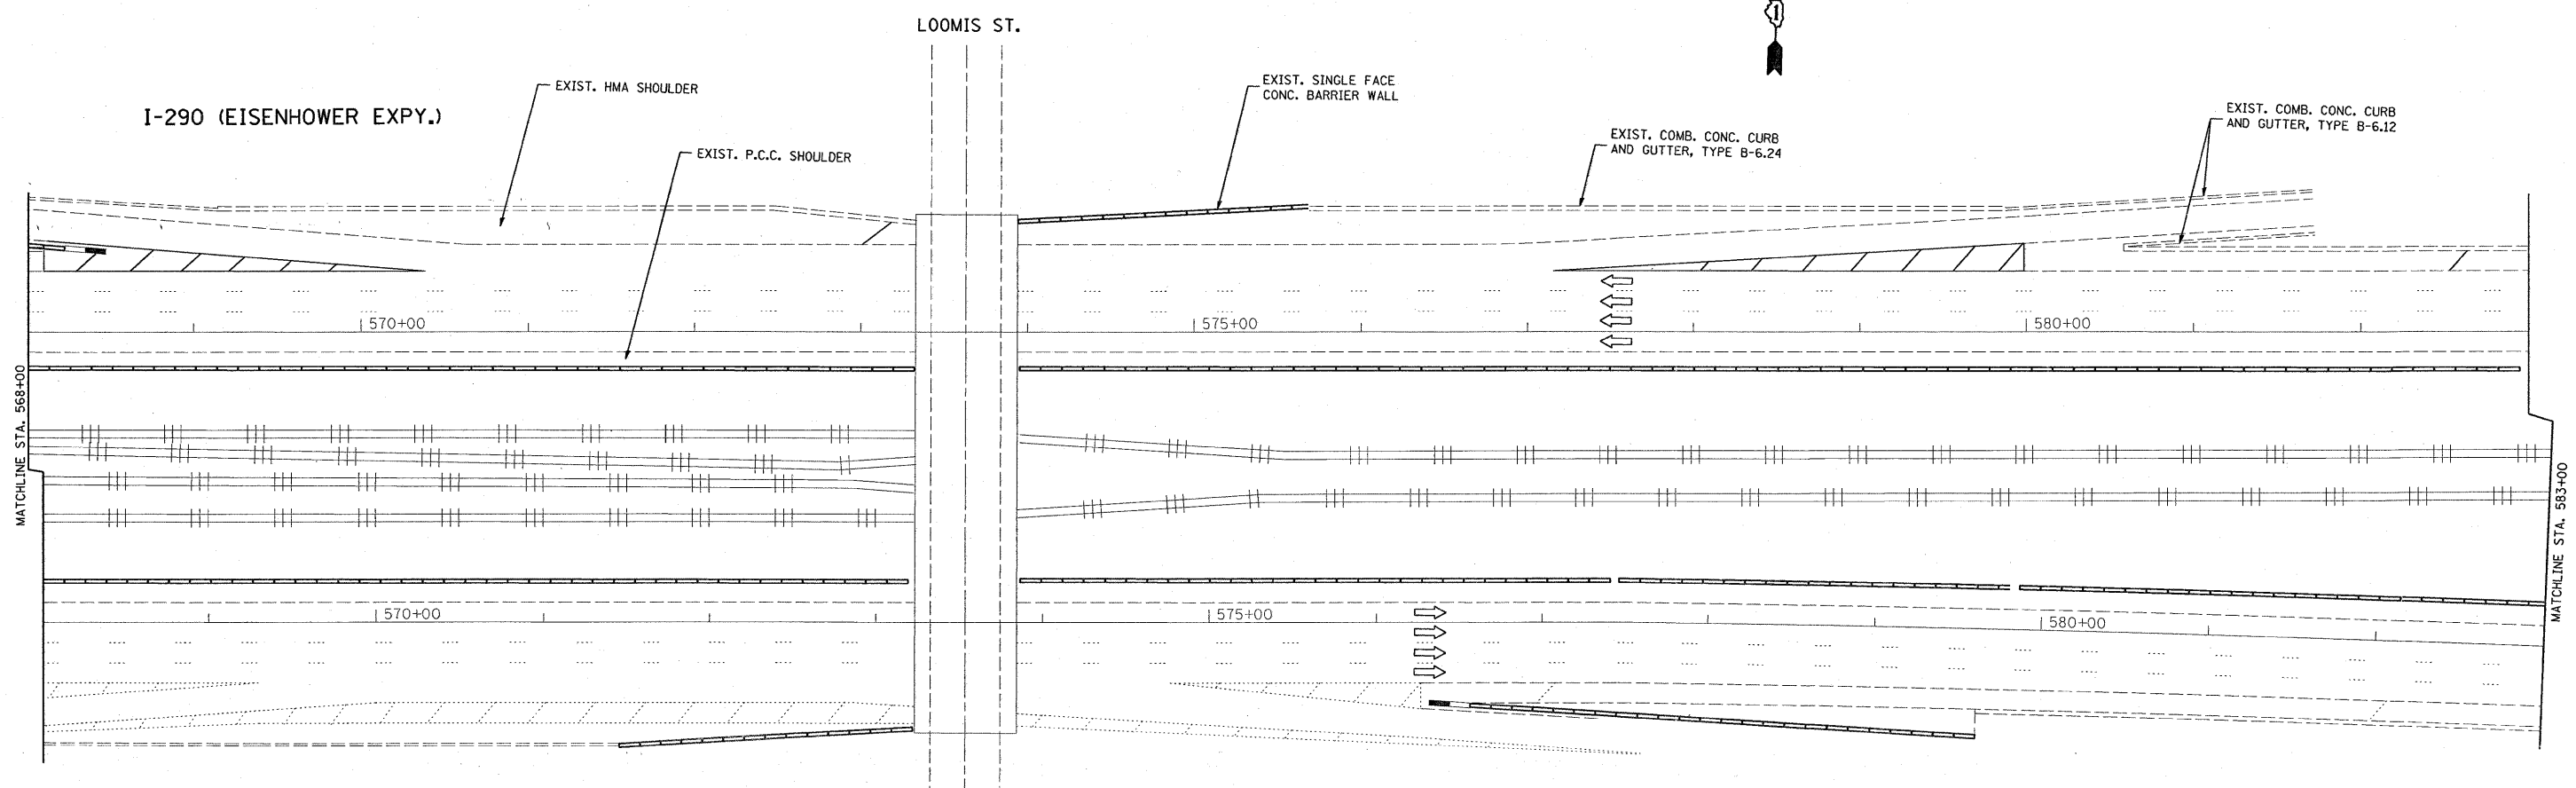 LOOMIS ST.
I-290 (EISENHOWER EXPY.)
EXIST. HMA SHOULDER
EXIST. P.C.C. SHOULDER
EXIST. SINGLE FACE
CONC. BARRIER WALL
EXIST. COMB. CONC. CURB
AND GUTTER, TYPE B-6.24
EXIST. COMB. CONC. CURB
AND GUTTER, TYPE B-6.12
1
570+00
575+00
580+00
MATCHLINE STA. 568+00
MATCHLINE STA. 583+00
570+00
575+00
580+00